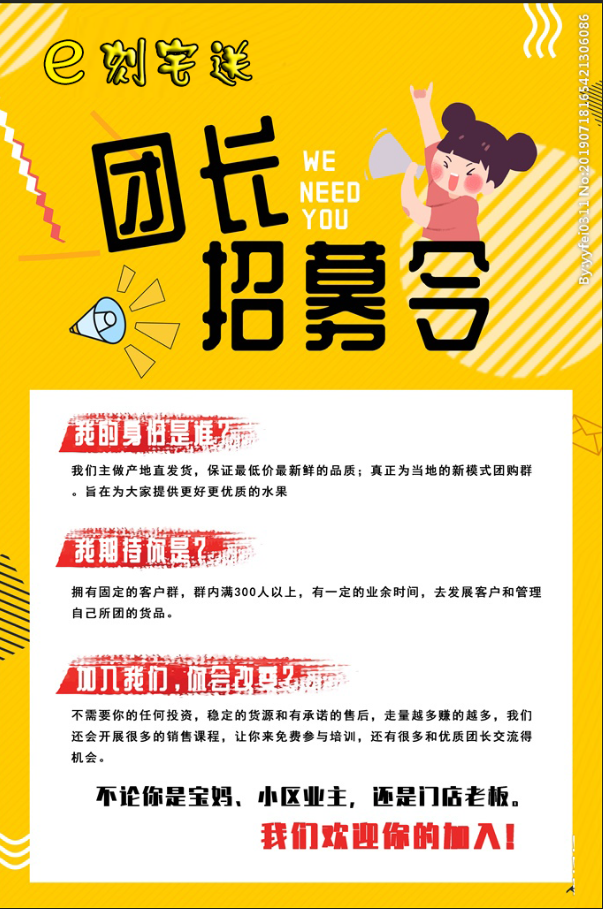 e刻宅送
团长
WE
NEED
YOU
招募令
By:yyfei0311 No:20190718165421306086
我的身份是谁?
我们主做产地直发货，保证最低价最新鲜的品质；真正为当地的新模式团购群
。旨在为大家提供更好更优质的水果
我期待你是?
拥有固定的客户群，群内满300人以上，有一定的业余时间，去发展客户和管理
自己所团的货品。
加入我们，你会改变?
不需要你的任何投资，稳定的货源和有承诺的售后，走量越多赚的越多，我们
还会开展很多的销售课程，让你来免费参与培训，还有很多和优质团长交流得
机会。
不论你是宝妈、小区业主，还是门店老板。
我们欢迎你的加入！